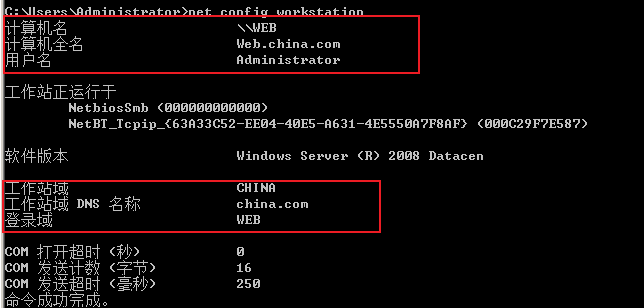 C:\Users\Administrator>net config workstation
计算机名 \\WEB
计算机全名 Web.china.com
用户名 Administrator
工作站正运行于
NetbiosSmb (000000000000)
NetBT_Tcpip_{63A33C52-EE04-40E5-A631-4E5550A7F8AF} (000C29F7E587)
软件版本 Windows Server (R) 2008 Datacen
工作站域 CHINA
工作站域 DNS 名称 china.com
登录域 WEB
COM 打开超时 (秒) 0
COM 发送计数 (字节) 16
COM 发送超时 (毫秒) 250
命令成功完成。